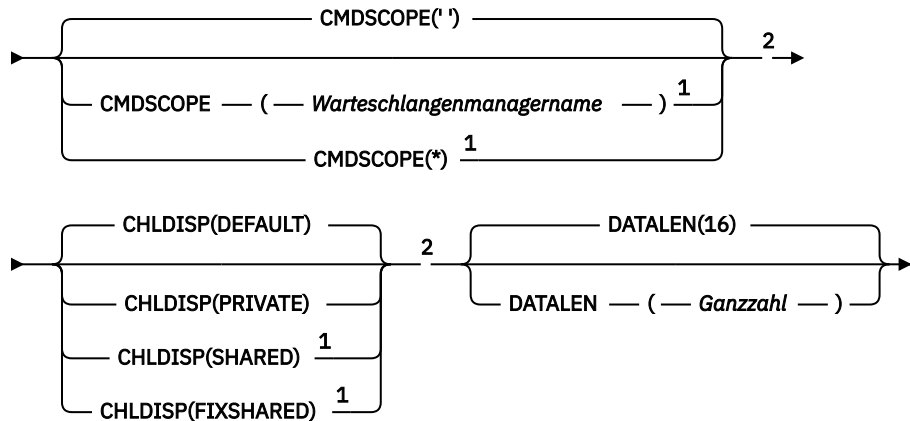 CMDSCOPE(' ')
2
CMDSCOPE ( Warteschlangenmanagername ) 1
CMDSCOPE(*) 1
CHLDISP(DEFAULT) DATALEN(16)
2
CHLDISP(PRIVATE) DATALEN ( Ganzzahl )
CHLDISP(SHARED) 1
CHLDISP(FIXSHARED) 1